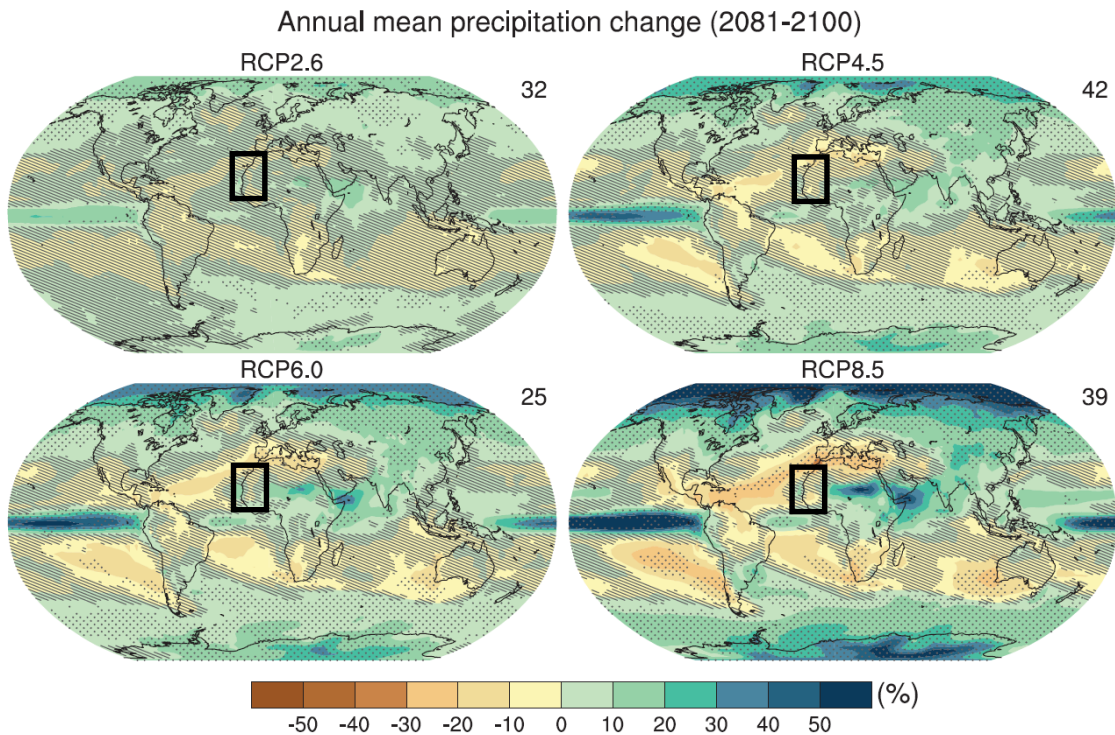 Annual mean precipitation change (2081-2100)
RCP2.6
32
RCP4.5
42
RCP6.0
25
RCP8.5
39
(%)
-50 -40 -30 -20 -10 0 10 20 30 40 50